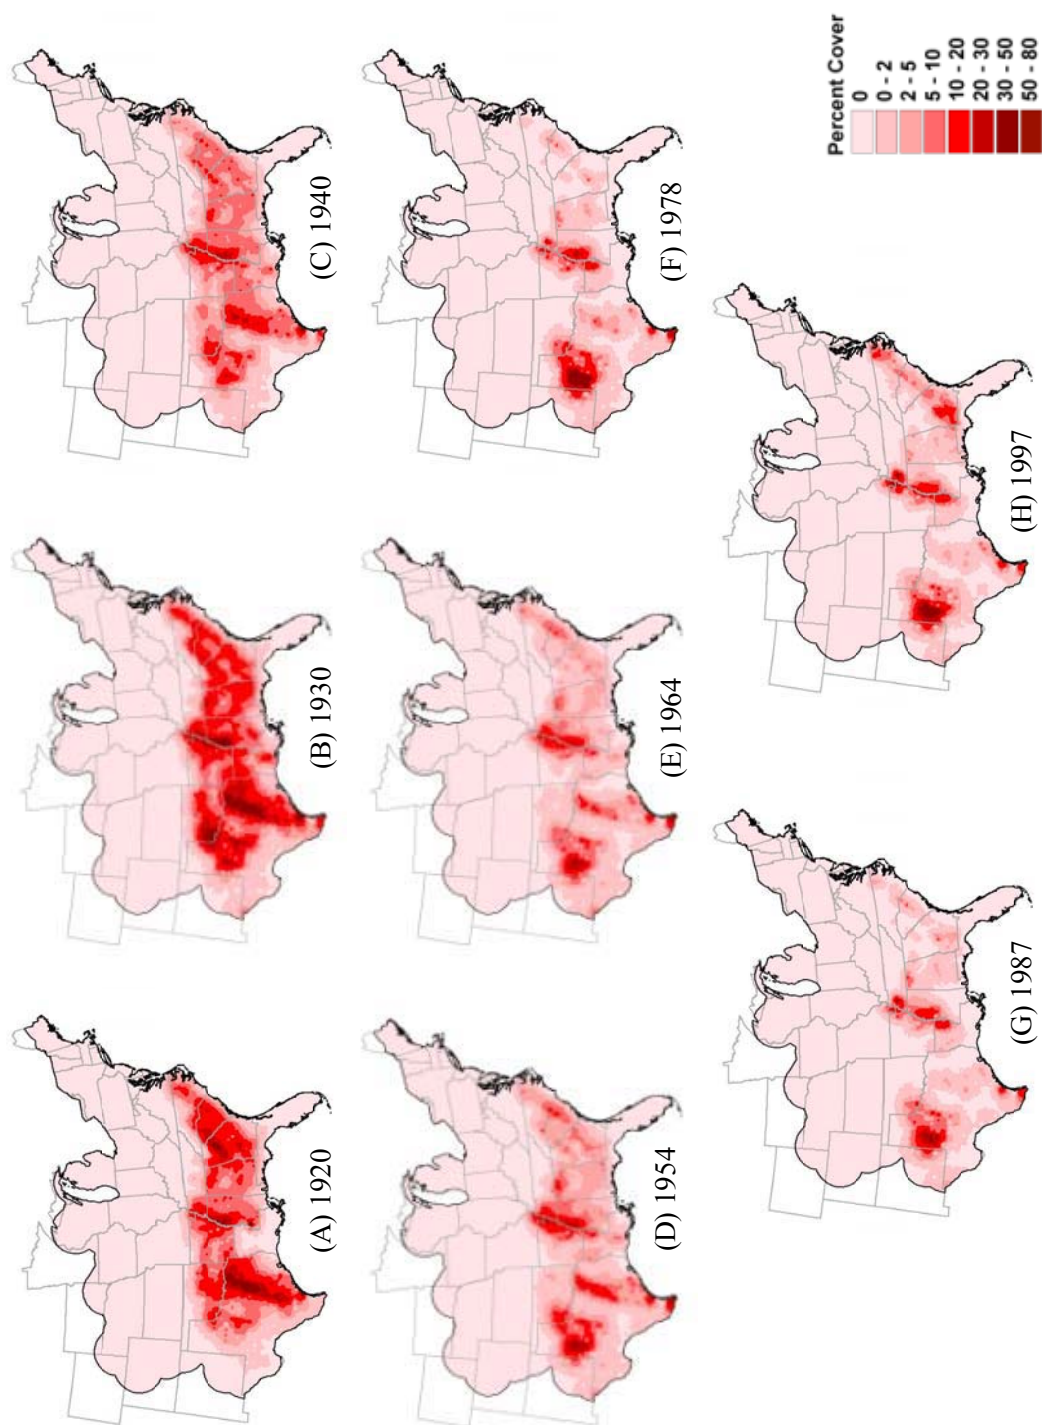 (A) 1920
(B) 1930
(C) 1940
(D) 1954
(E) 1964
(F) 1978
(G) 1987
(H) 1997
Percent Cover
0
0 - 2
2 - 5
5 - 10
10 - 20
20 - 30
30 - 50
50 - 80